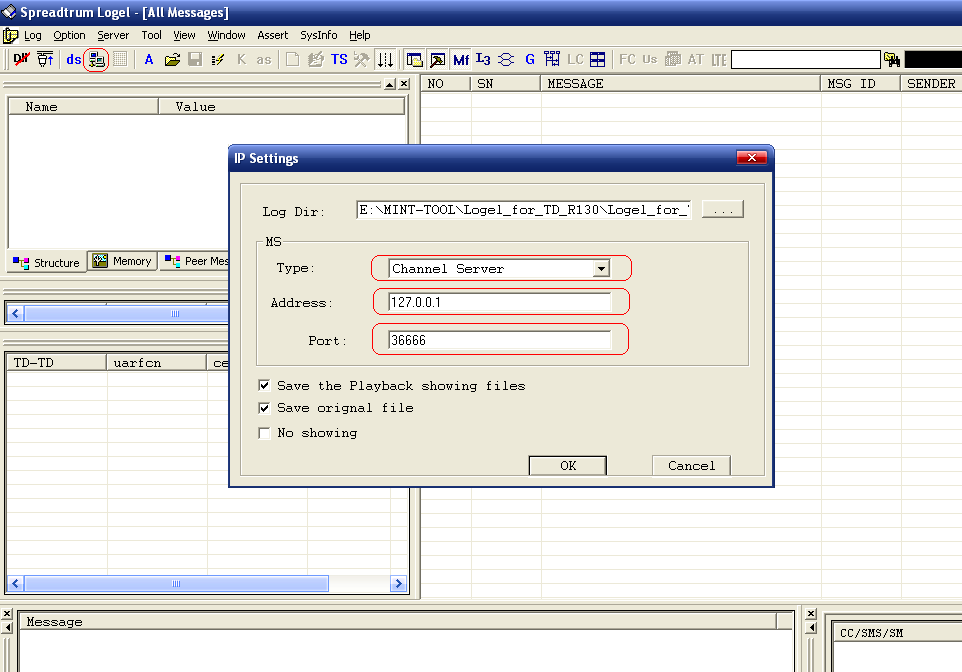 Spreadtrum Logel - [All Messages]
Log Option Server Tool View Window Assert SysInfo Help
ds A K as TS Mf L3 G LC FC Us AT LTE
Name Value
NO SN MESSAGE MSG ID SENDER
IP Settings
Log Dir: E:\MINT-TOOL\Logel_for_TD_R130\Logel_for_ ...
MS
Type: Channel Server
Address: 127.0.0.1
Port: 36666
Save the Playback showing files
Save orignal file
No showing
OK Cancel
Structure Memory Peer Mes
TD-TD uarfcn ce
Message
CC/SMS/SM